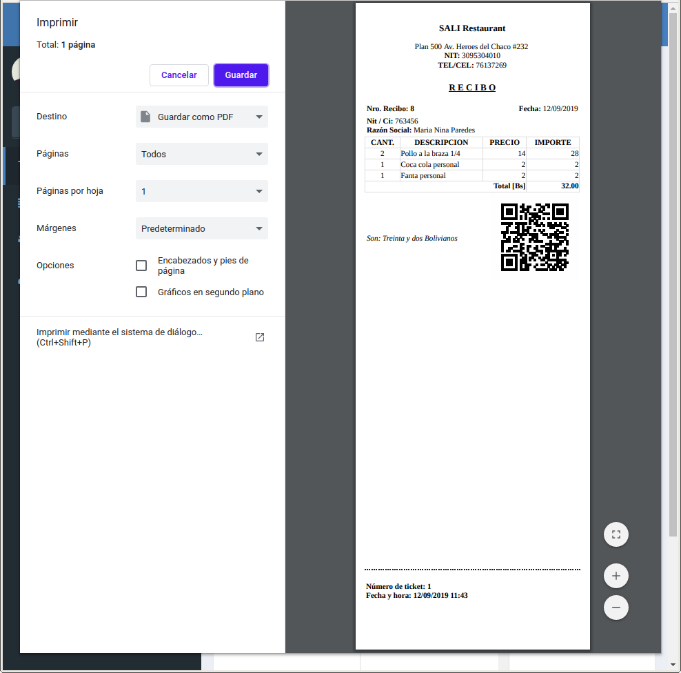 Imprimir
Total: 1 página
Cancelar
Guardar
Destino
Guardar como PDF
Páginas
Todos
Páginas por hoja
1
Márgenes
Predeterminado
Opciones
Encabezados y pies de
página
Gráficos en segundo plano
Imprimir mediante el sistema de diálogo...
(Ctrl+Shift+P)
SALI Restaurant
Plan 500 Av. Heroes del Chaco #232
NIT: 3095304010
TEL/CEL: 76137269
RECIBO
Nro. Recibo: 8 Fecha: 12/09/2019
Nit / Ci: 763456
Razón Social: Maria Nina Paredes
CANT. DESCRIPCION PRECIO IMPORTE
2 Pollo a la braza 1/4 14 28
1 Coca cola personal 2 2
1 Fanta personal 2 2
Total [Bs] 32.00
Son: Treinta y dos Bolivianos
Número de ticket: 1
Fecha y hora: 12/09/2019 11:43